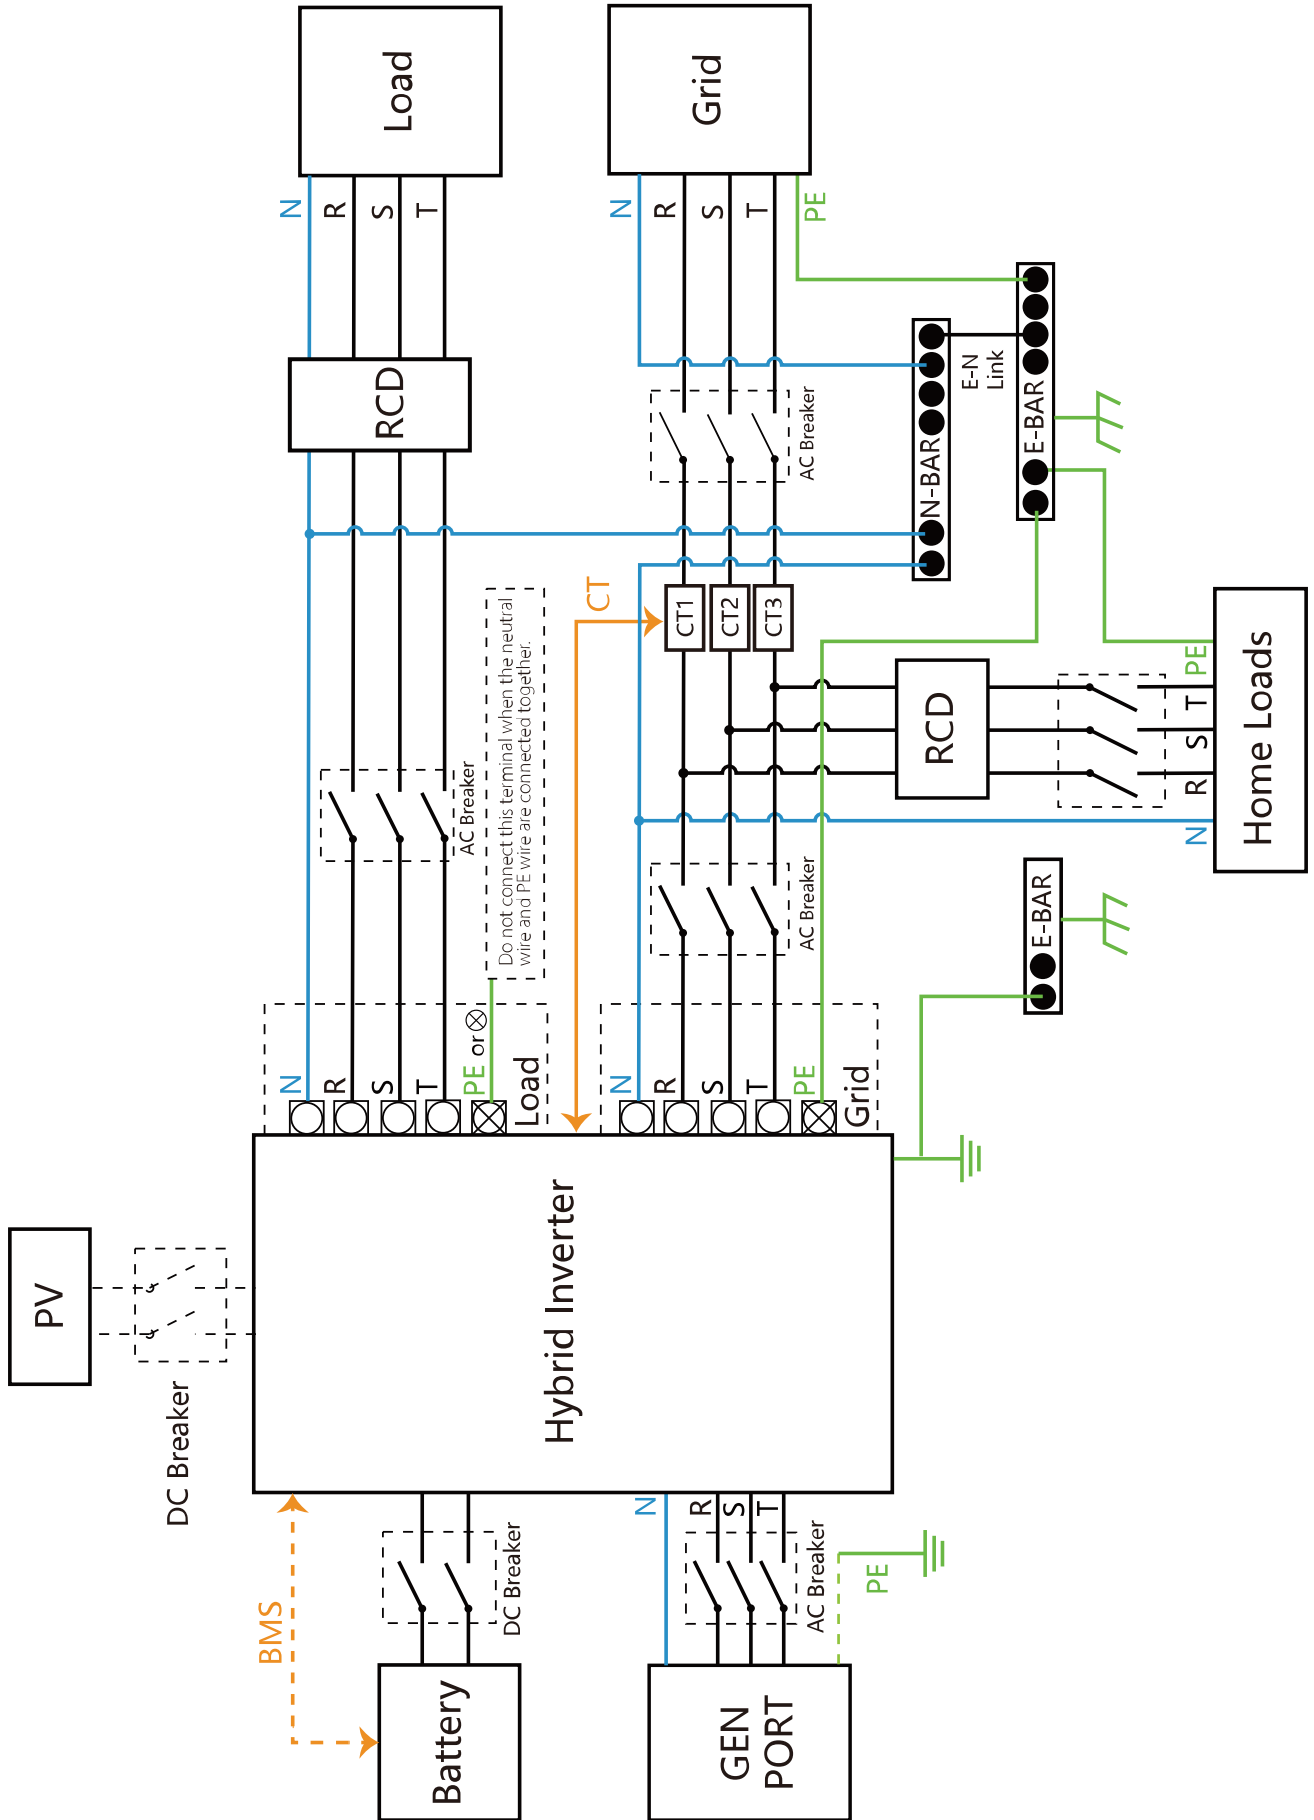 PV
DC Breaker
BMS
Battery
DC Breaker
GEN
PORT
AC Breaker
PE
N
R
S
T
Hybrid Inverter
N
R
S
T
PE or
Load
Do not connect this terminal when the neutral
wire and PE wire are connected together.
AC Breaker
RCD
N
R
S
T
Load
CT
N
R
S
T
PE
Grid
AC Breaker
CT1
CT2
CT3
AC Breaker
N
R
S
T
PE
Grid
N-BAR
E-N
Link
E-BAR
RCD
N
R
S
T
PE
Home Loads
E-BAR